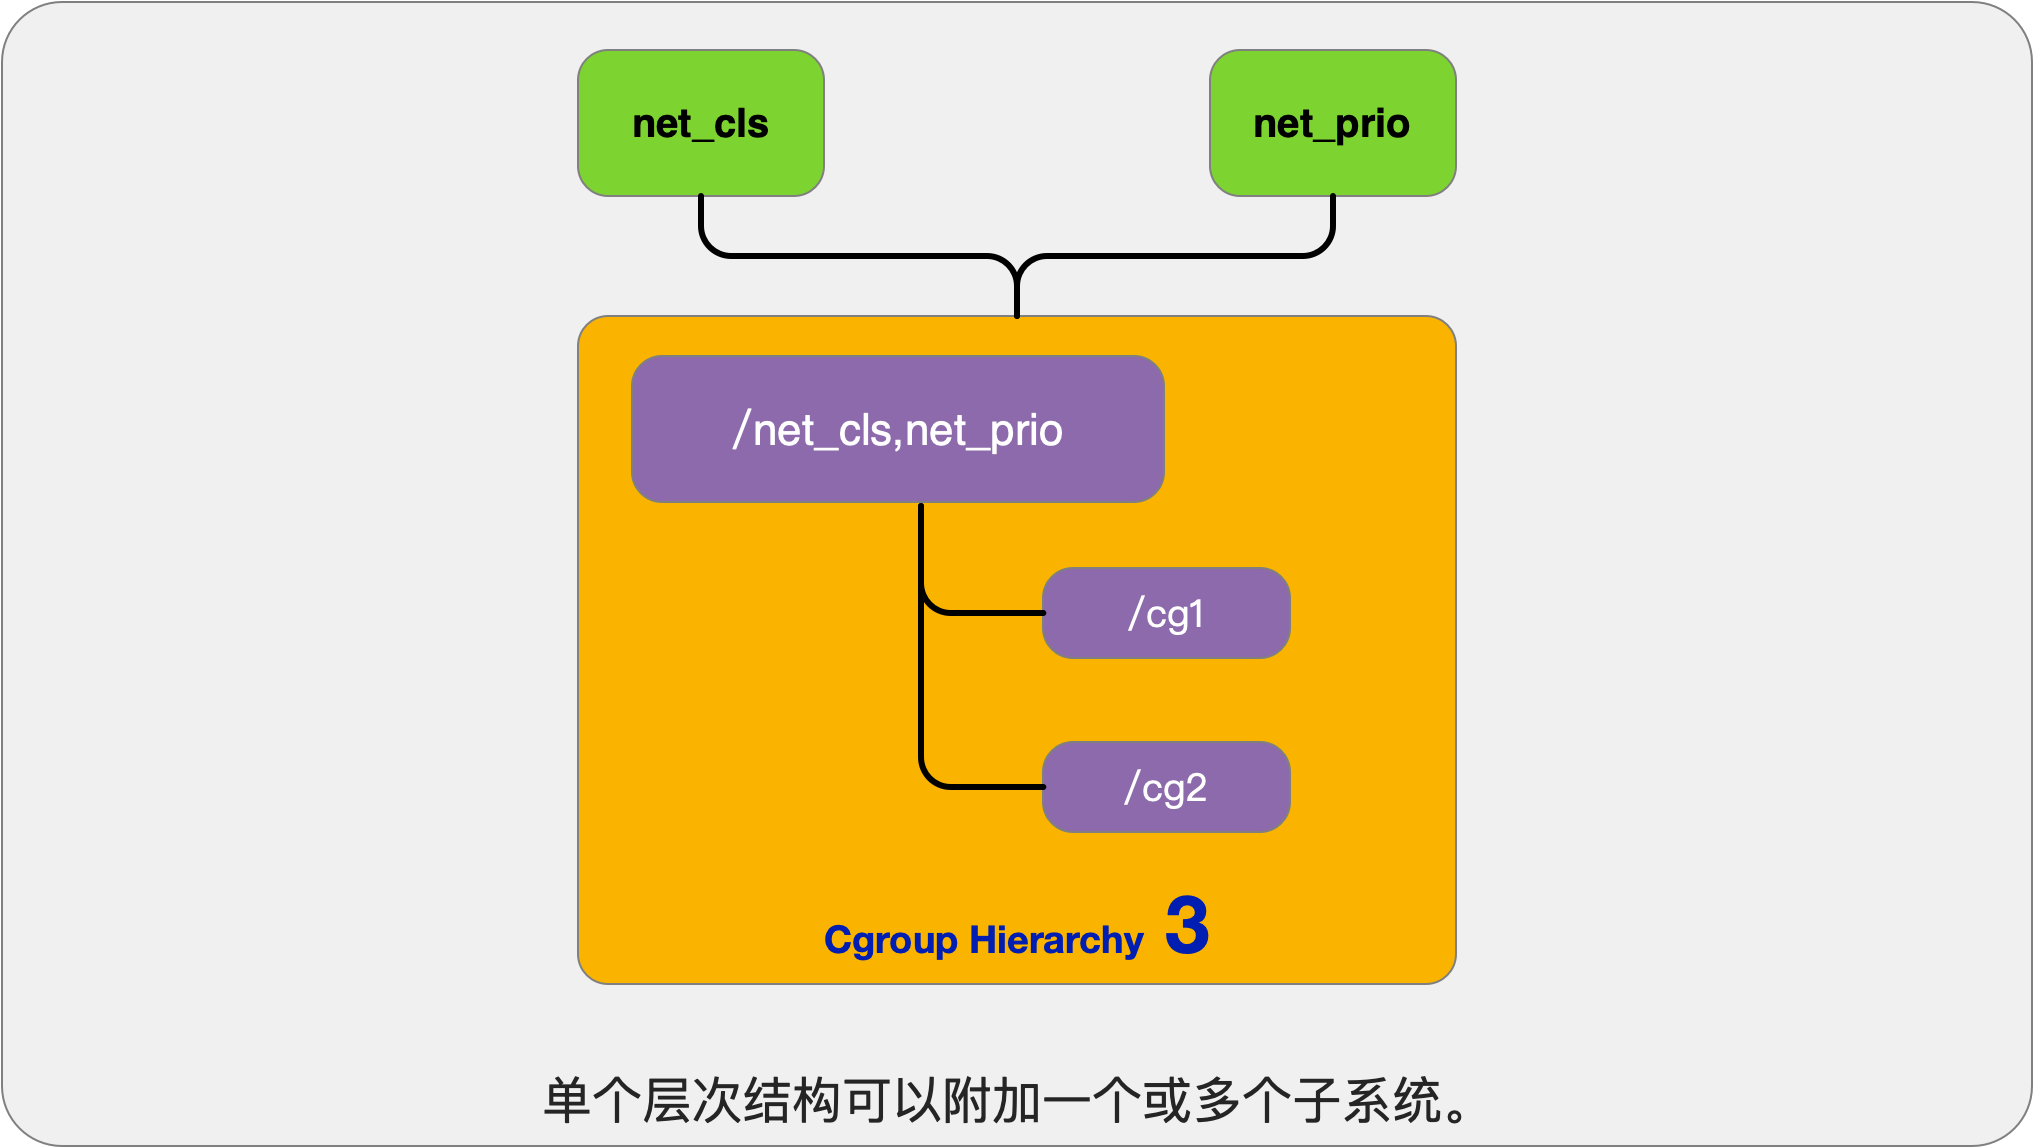 net_cls
net_prio
/net_cls,net_prio
/cg1
/cg2
Cgroup Hierarchy 3
单个层次结构可以附加一个或多个子系统。